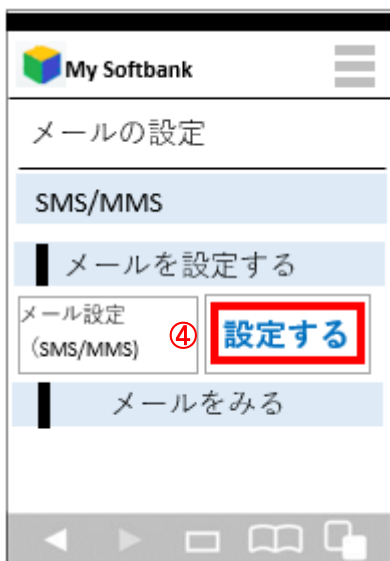 My Softbank
メールの設定
SMS/MMS
メールを設定する
メール設定
（SMS/MMS)
④
設定する
メールをみる